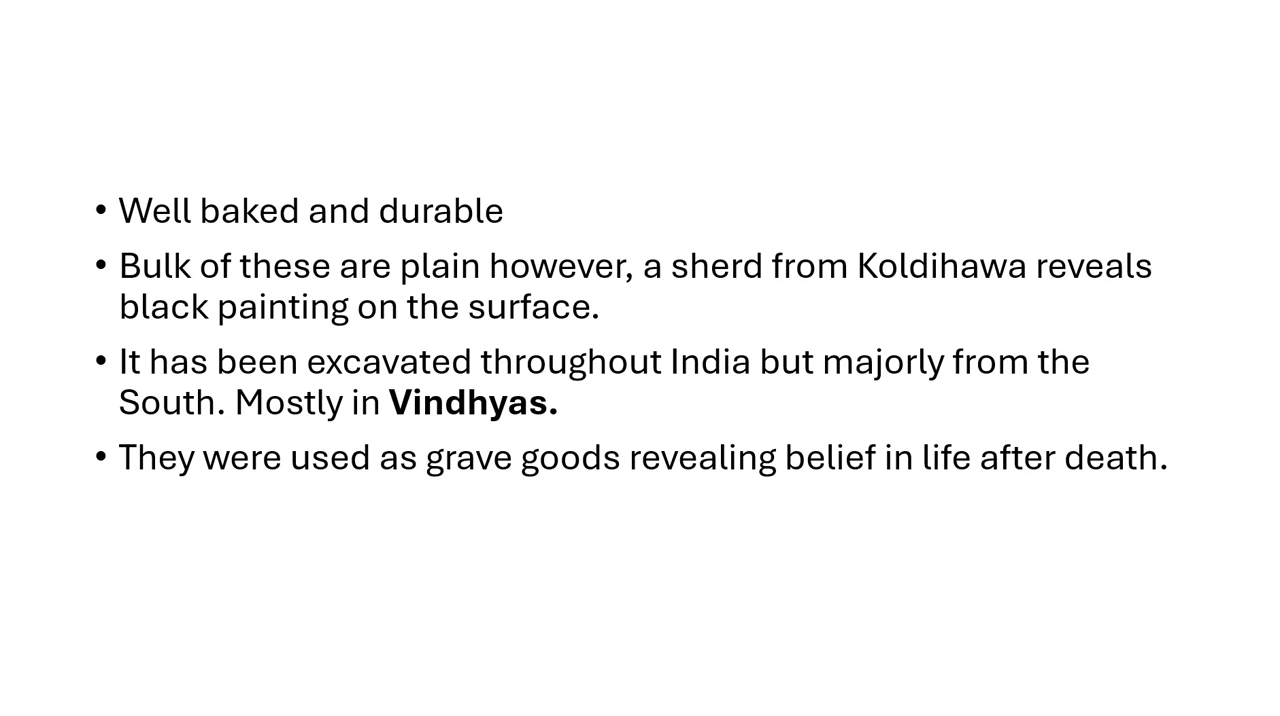 • Well baked and durable
• Bulk of these are plain however, a sherd from Koldihawa reveals
black painting on the surface.
• It has been excavated throughout India but majorly from the
South. Mostly in Vindhyas.
• They were used as grave goods revealing belief in life after death.